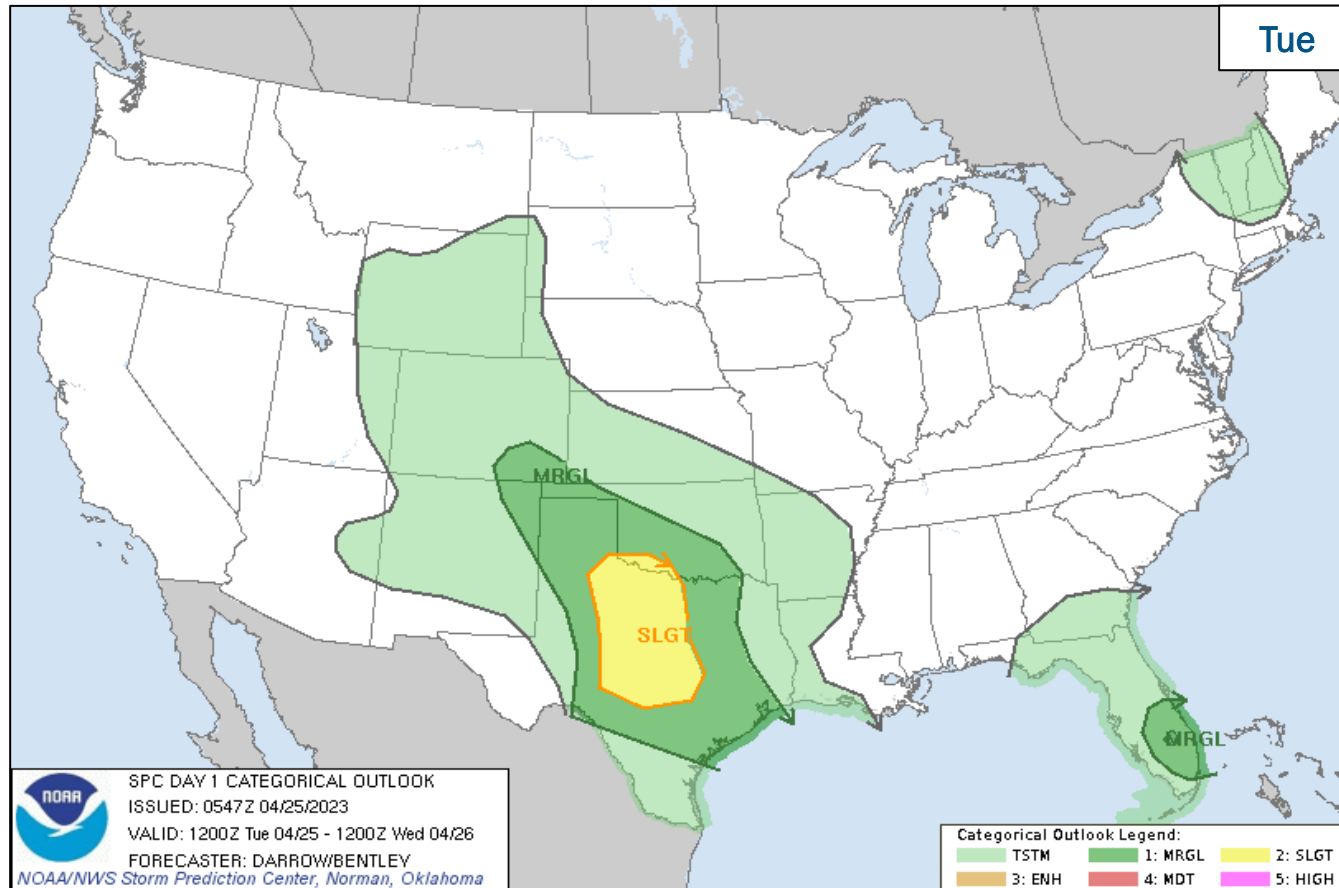 Tue
MRGL
SLGT
MRGL
SPC DAY 1 CATEGORICAL OUTLOOK
ISSUED: 0547Z 04/25/2023
VALID: 1200Z Tue 04/25 - 1200Z Wed 04/26
FORECASTER: DARROW/BENTLEY
NOAA/NWS Storm Prediction Center, Norman, Oklahoma
NOAA
Categorical Outlook Legend:
TSTM 1: MRGL 2: SLGT
3: ENH 4: MDT 5: HIGH